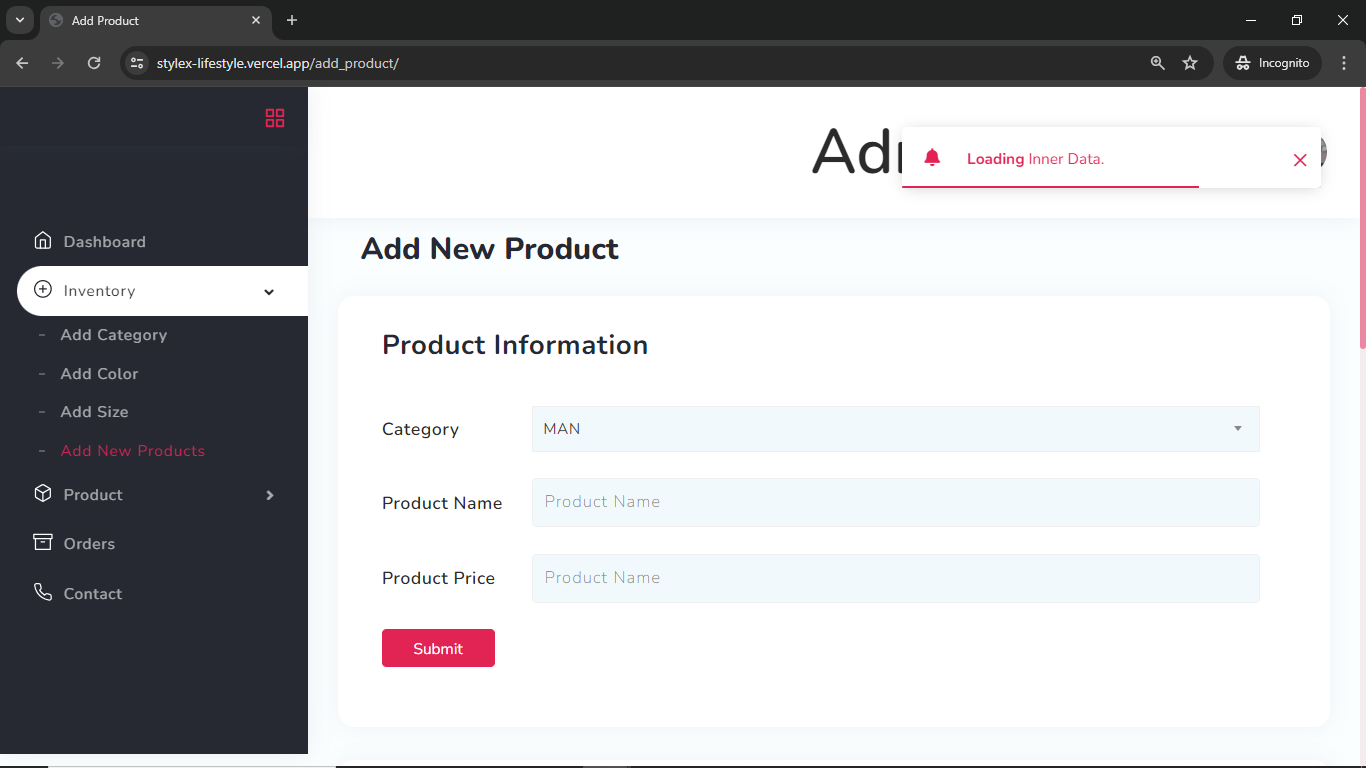 Add Product
stylex-lifestyle.vercel.app/add_product/
Incognito
Loading Inner Data.
Dashboard
Inventory
- Add Category
- Add Color
- Add Size
- Add New Products
Product
Orders
Contact
Add New Product
Product Information
Category
MAN
Product Name
Product Name
Product Price
Product Name
Submit